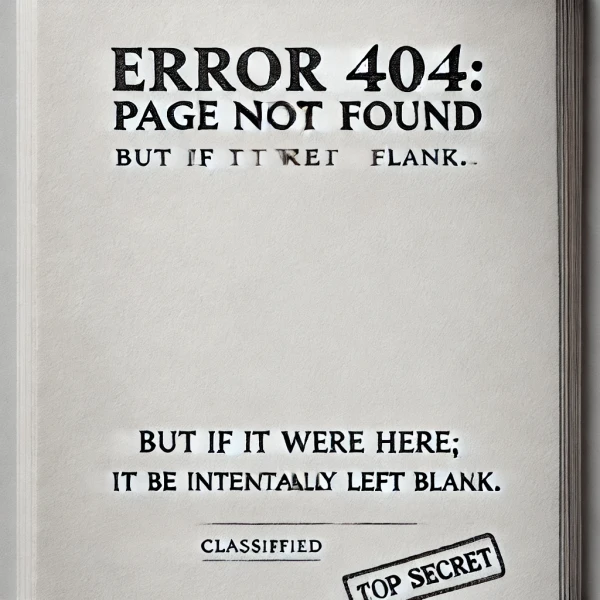 ERROR 404:
PAGE NOT FOUND
BUT IF FLANK..
BUT IF IT WERE HERE;
IT BE INTENTALLY LEFT BLANK.
CLASSIFFIED
TOP SECRET